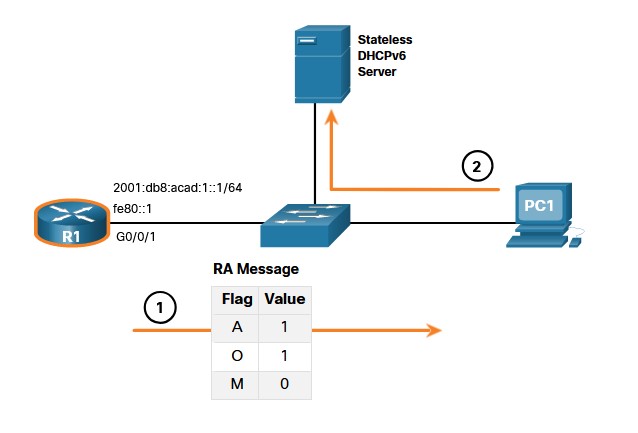 Stateless
DHCPv6
Server
2
2001:db8:acad:1::1/64
fe80::1
PC1
R1
G0/0/1
RA Message
1
Flag Value
A 1
O 1
M 0